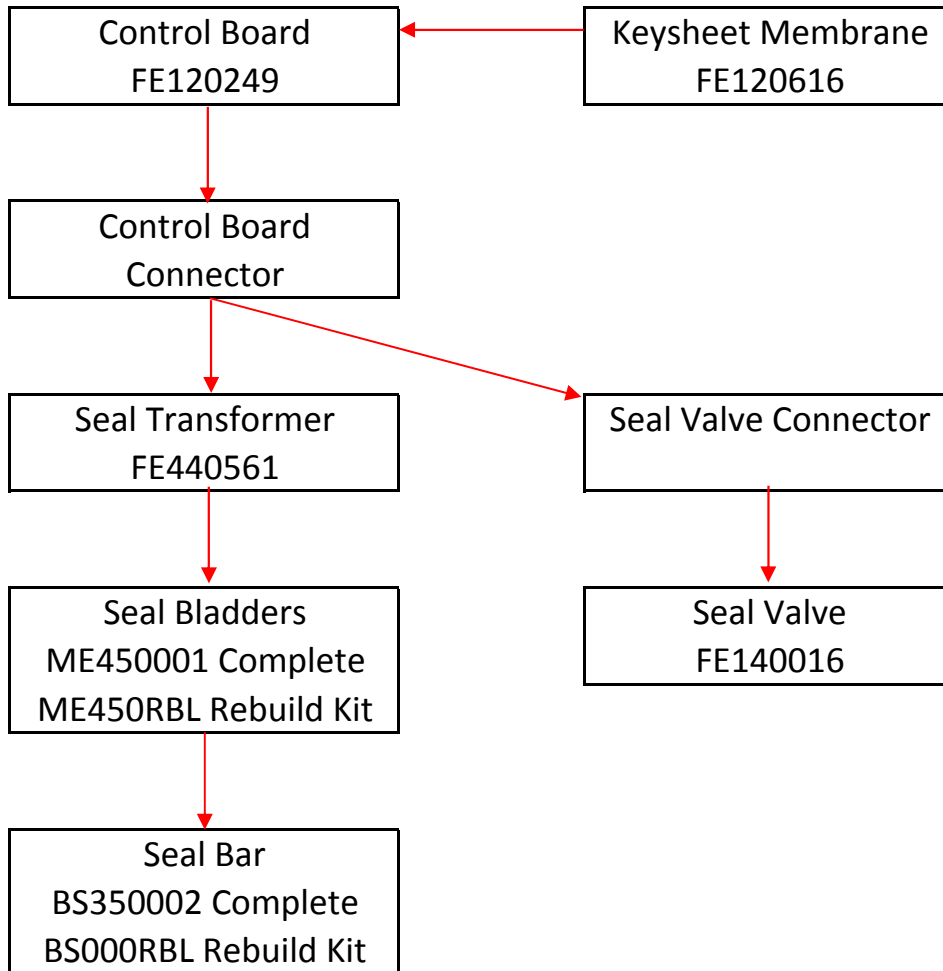 Control Board
FE120249
Keysheet Membrane
FE120616
Control Board
Connector
Seal Transformer
FE440561
Seal Valve Connector
Seal Bladders
ME450001 Complete
ME450RBL Rebuild Kit
Seal Valve
FE140016
Seal Bar
BS350002 Complete
BS000RBL Rebuild Kit